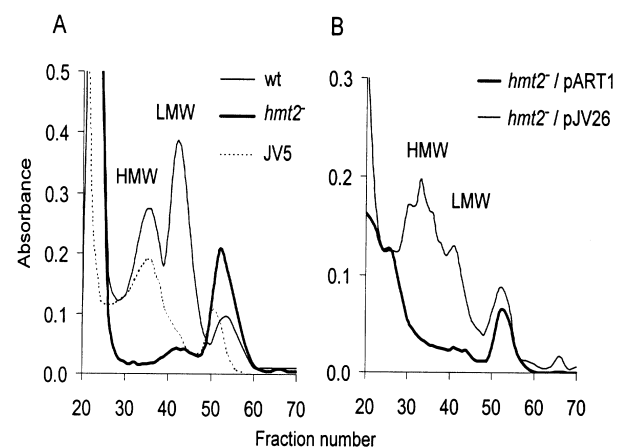 A
B
0.5
0.4
0.3
0.2
0.1
0.0
Absorbance
wt
hmt2⁻
JV5
HMW
LMW
20 30 40 50 60 70
0.3
0.2
0.1
0.0
hmt2⁻ / pART1
hmt2⁻ / pJV26
HMW
LMW
20 30 40 50 60 70
Fraction number